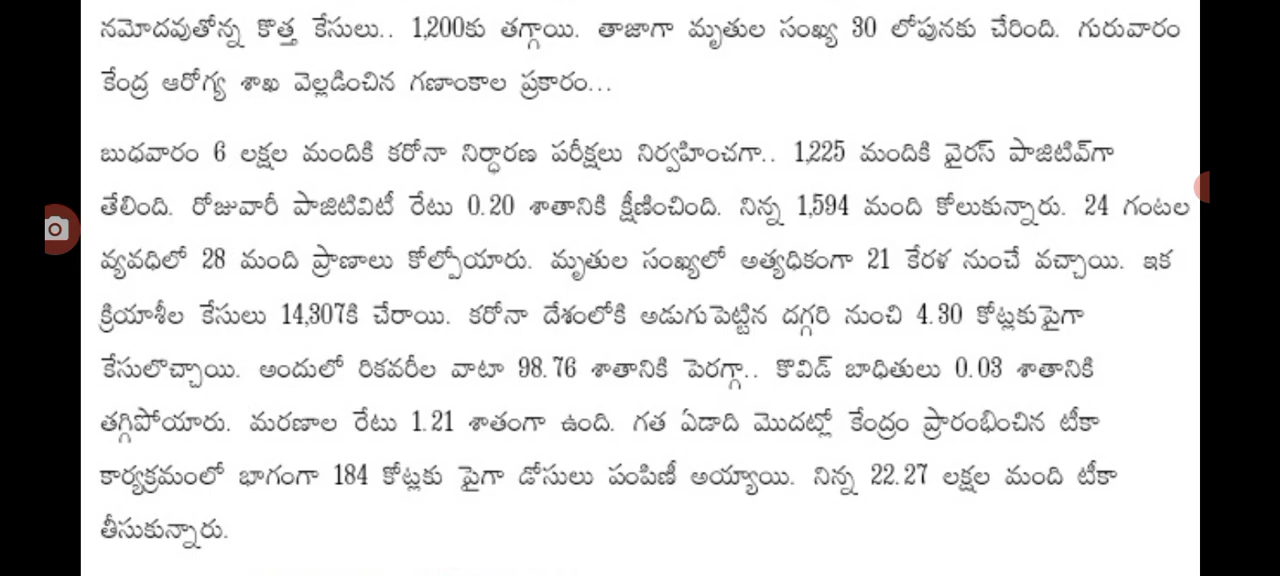 నమోదవుతోన్న కొత్త కేసులు.. 1,200కు తగ్గాయి. తాజాగా మృతుల సంఖ్య 30 లోపునకు చేరింది. గురువారం
కేంద్ర ఆరోగ్య శాఖ వెల్లడించిన గణాంకాల ప్రకారం...
బుధవారం 6 లక్షల మందికి కరోనా నిర్ధారణ పరీక్షలు నిర్వహించగా.. 1,225 మందికి వైరస్ పాజిటివ్‌గా
తేలింది. రోజువారీ పాజిటివిటీ రేటు 0.20 శాతానికి క్షీణించింది. నిన్న 1,594 మంది కోలుకున్నారు. 24 గంటల
వ్యవధిలో 28 మంది ప్రాణాలు కోల్పోయారు. మృతుల సంఖ్యలో అత్యధికంగా 21 కేరళ నుంచే వచ్చాయి. ఇక
క్రియాశీల కేసులు 14,307కి చేరాయి. కరోనా దేశంలోకి అడుగుపెట్టిన దగ్గరి నుంచి 4.30 కోట్లకుపైగా
కేసులొచ్చాయి. అందులో రికవరీల వాటా 98.76 శాతానికి పెరగ్గా.. కొవిడ్ బాధితులు 0.03 శాతానికి
తగ్గిపోయారు. మరణాల రేటు 1.21 శాతంగా ఉంది. గత ఏడాది మొదట్లో కేంద్రం ప్రారంభించిన టీకా
కార్యక్రమంలో భాగంగా 184 కోట్లకు పైగా డోసులు పంపిణీ అయ్యాయి. నిన్న 22.27 లక్షల మంది టీకా
తీసుకున్నారు.